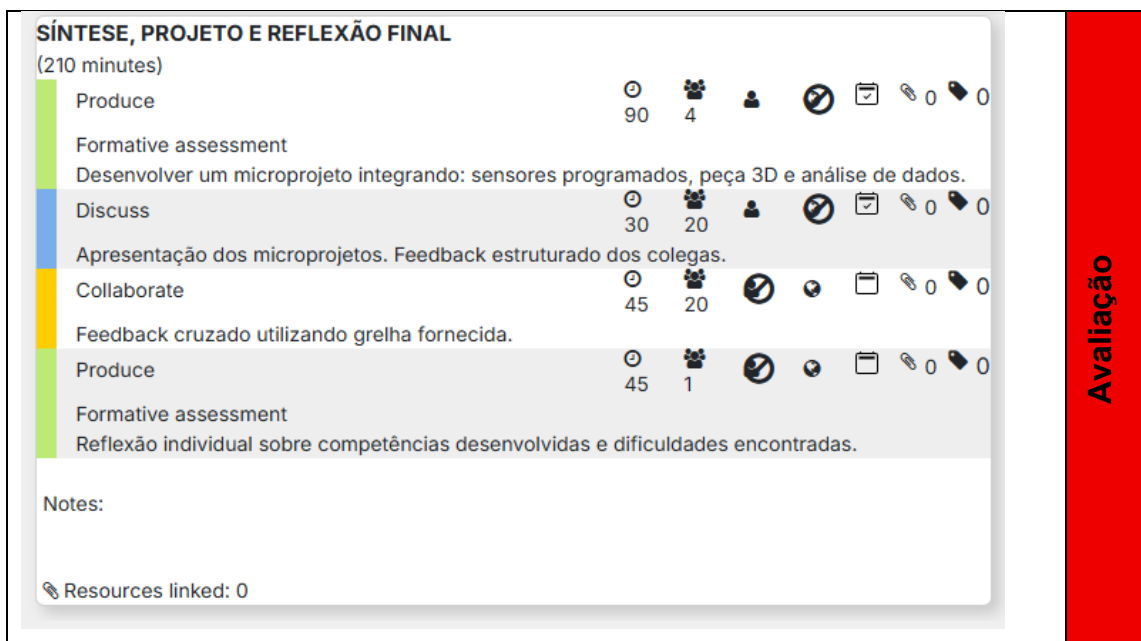 SÍNTESE, PROJETO E REFLEXÃO FINAL
(210 minutes)
Produce
90 4 0 0
Formative assessment
Desenvolver um microprojeto integrando: sensores programados, peça 3D e análise de dados.
Discuss
30 20 0 0
Apresentação dos microprojetos. Feedback estruturado dos colegas.
Collaborate
45 20 0 0
Feedback cruzado utilizando grelha fornecida.
Produce
45 1 0 0
Formative assessment
Reflexão individual sobre competências desenvolvidas e dificuldades encontradas.
Notes:
Resources linked: 0
Avaliação